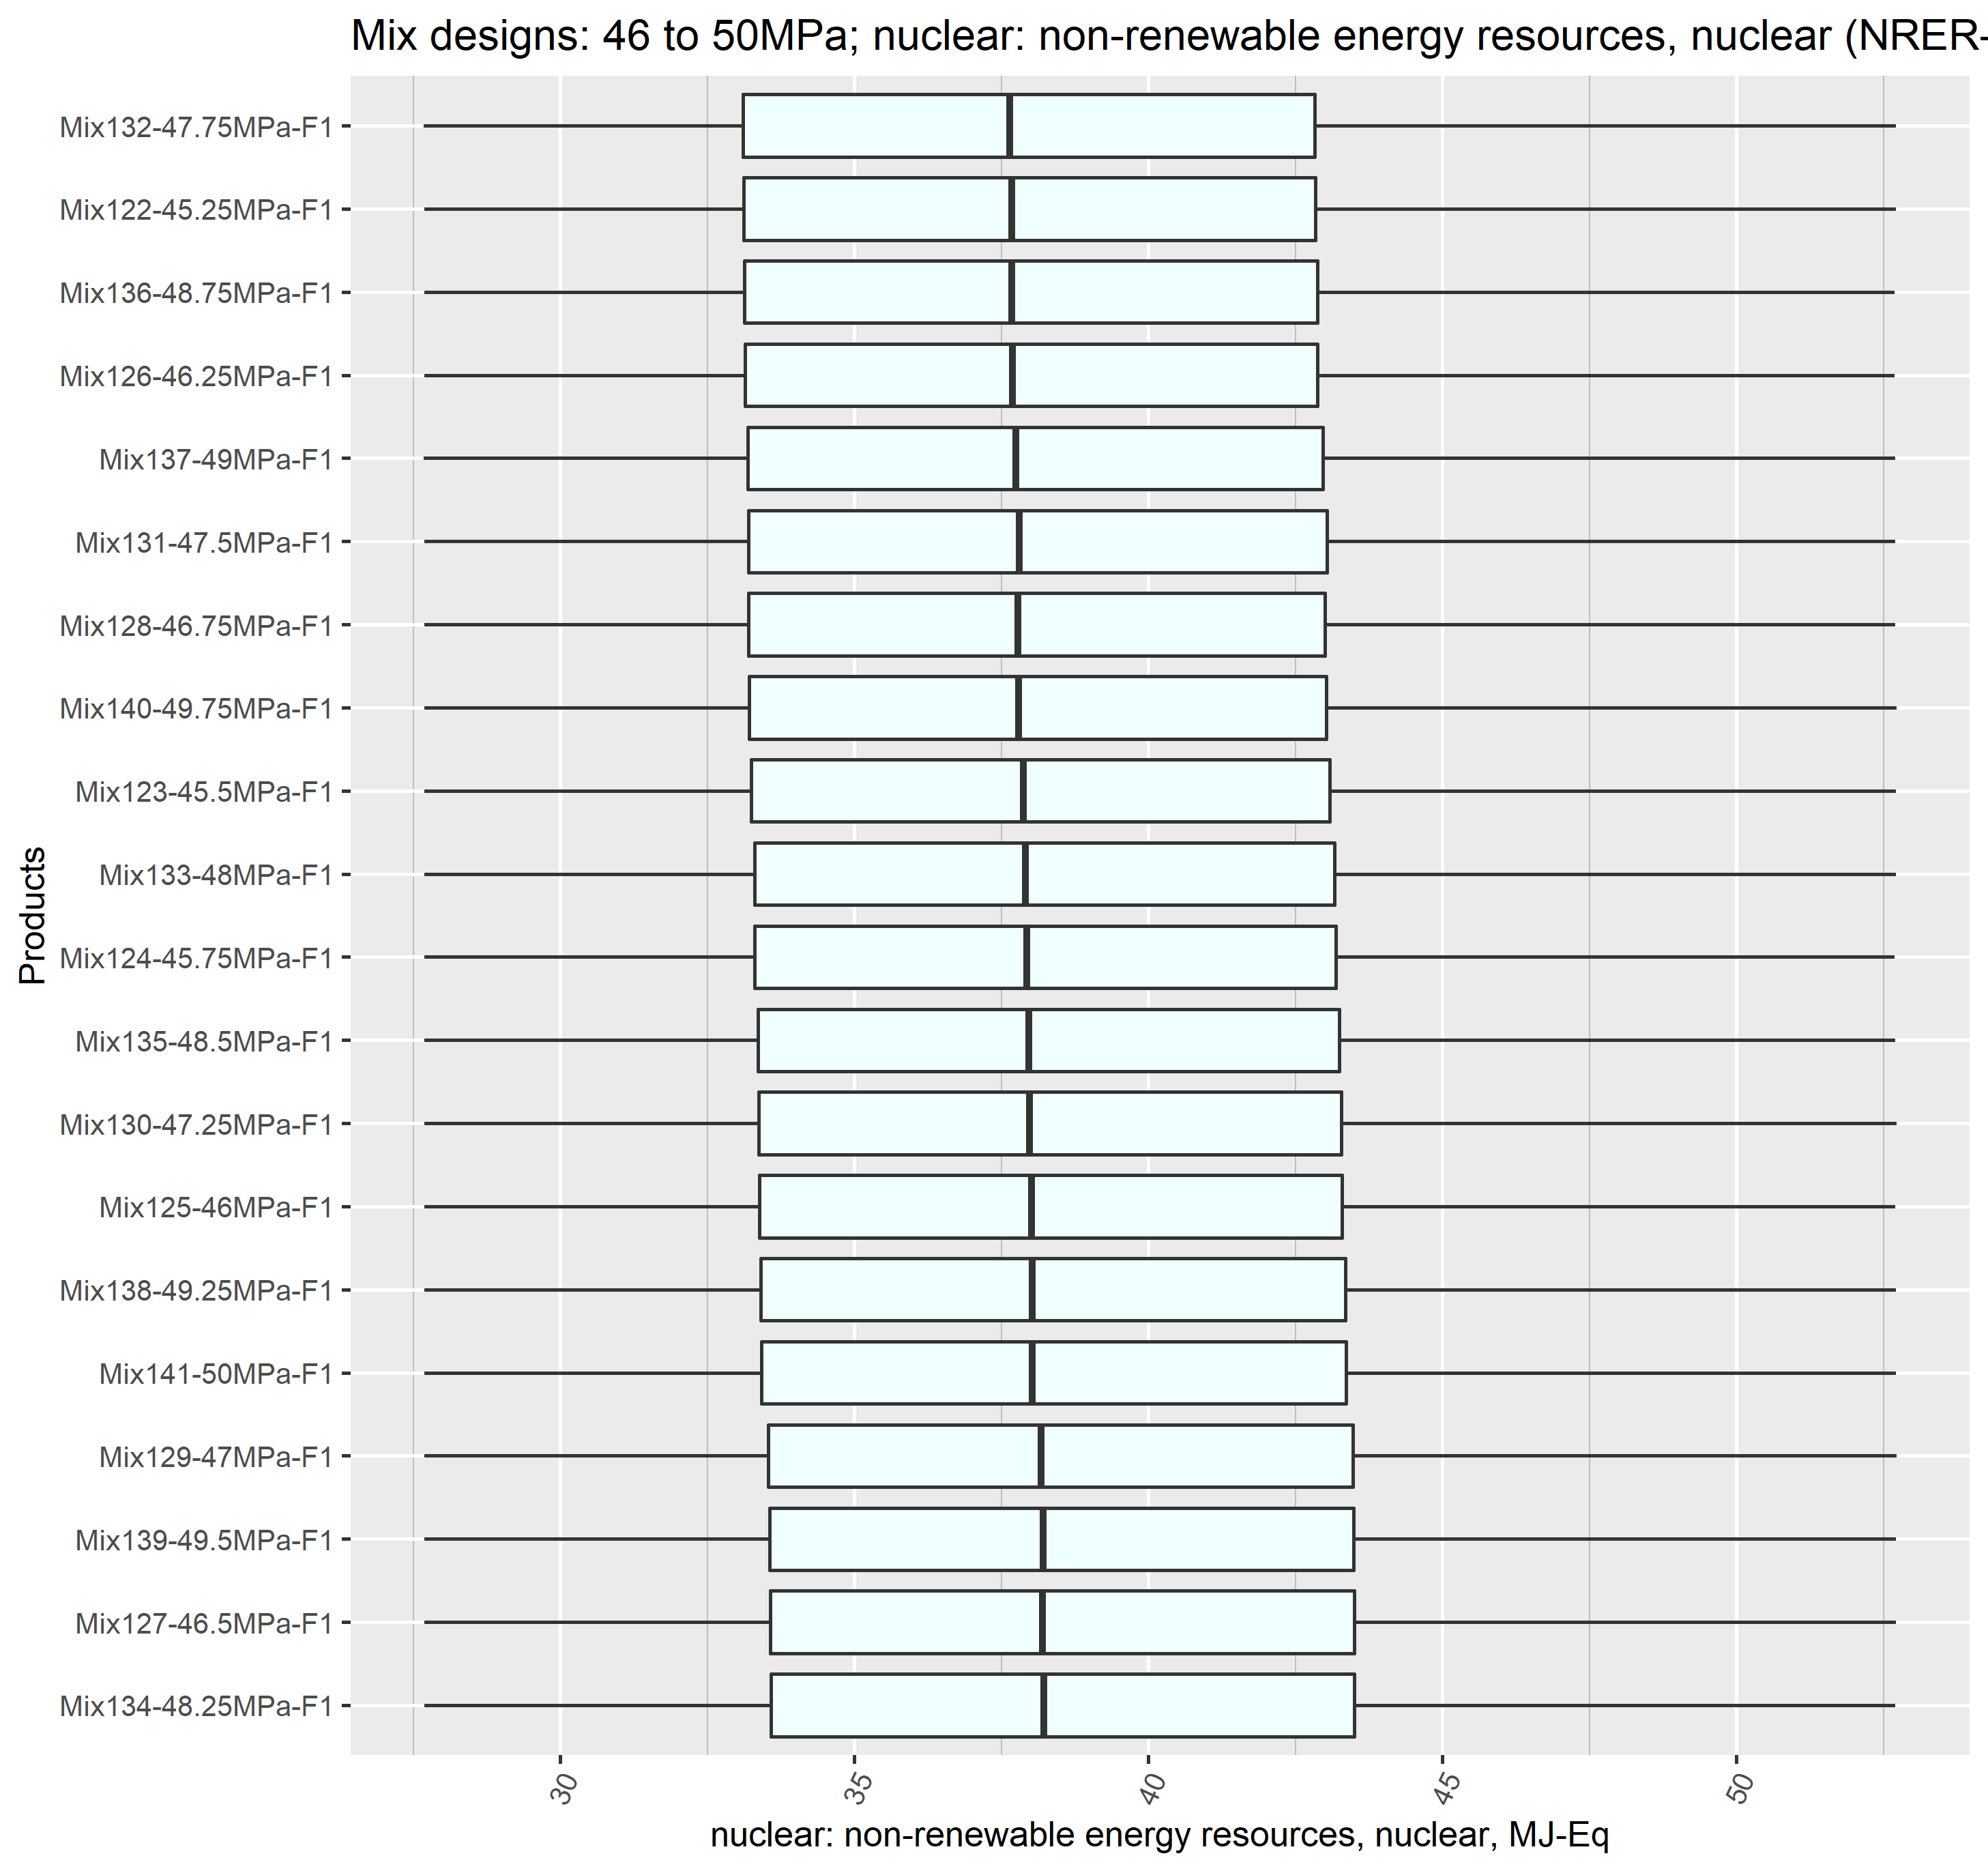 Mix designs: 46 to 50MPa; nuclear: non-renewable energy resources, nuclear (NRER-
Mix132-47.75MPa-F1
Mix122-45.25MPa-F1
Mix136-48.75MPa-F1
Mix126-46.25MPa-F1
Mix137-49MPa-F1
Mix131-47.5MPa-F1
Mix128-46.75MPa-F1
Mix140-49.75MPa-F1
Mix123-45.5MPa-F1
Mix133-48MPa-F1
Mix124-45.75MPa-F1
Mix135-48.5MPa-F1
Mix130-47.25MPa-F1
Mix125-46MPa-F1
Mix138-49.25MPa-F1
Mix141-50MPa-F1
Mix129-47MPa-F1
Mix139-49.5MPa-F1
Mix127-46.5MPa-F1
Mix134-48.25MPa-F1
Products
30 35 40 45 50
nuclear: non-renewable energy resources, nuclear, MJ-Eq